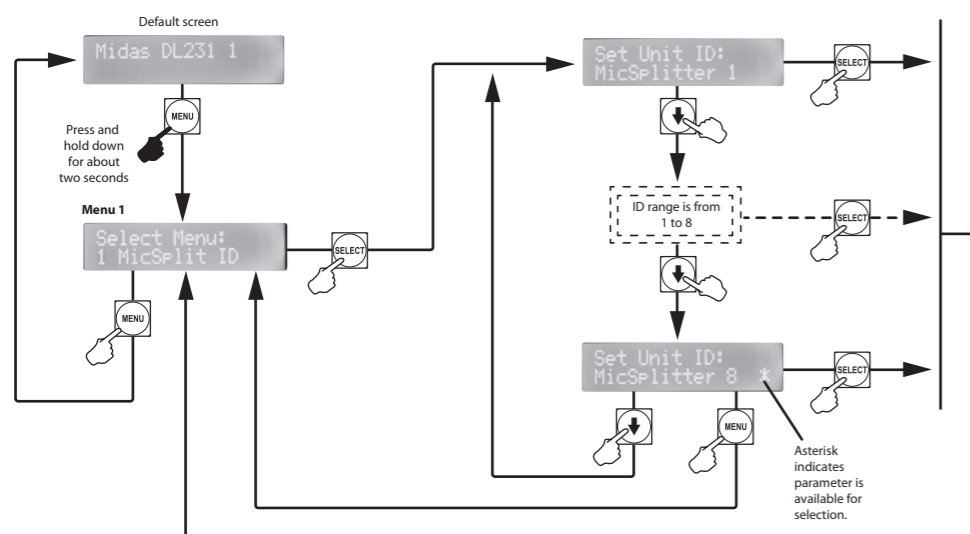 Default screen
Midas DL231 1
MENU
Press and
hold down
for about
two seconds
Menu 1
Select Menu:
1 MicSplit ID
SELECT
MENU
Set Unit ID:
MicSplitter 1
SELECT
ID range is from
1 to 8
SELECT
Set Unit ID:
MicSplitter 8 *
SELECT
MENU
Asterisk
indicates
parameter is
available for
selection.